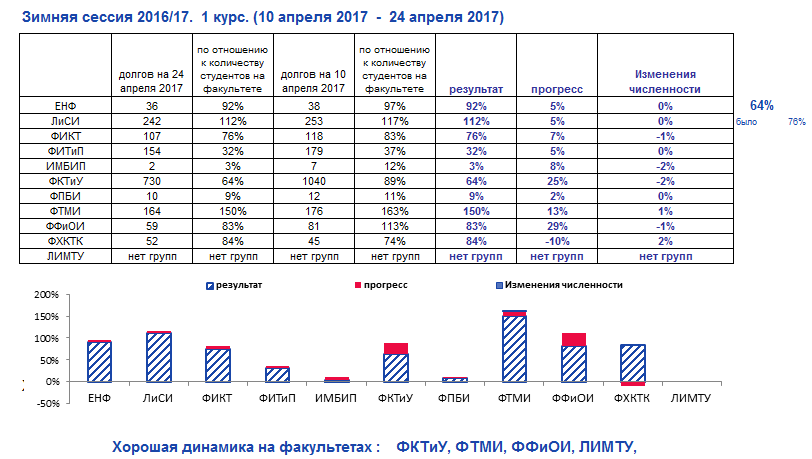 Зимняя сессия 2016/17. 1 курс. (10 апреля 2017 - 24 апреля 2017)
долгов на 24 апреля 2017 по отношению к количеству студентов на факультете долгов на 10 апреля 2017 по отношению к количеству студентов на факультете результат прогресс Изменения численности
ЕНФ 36 92% 38 97% 92% 5% 0% 64%
ЛиСИ 242 112% 253 117% 112% 5% 0% было 76%
ФИКТ 107 76% 118 83% 76% 7% -1%
ФИТиП 154 32% 179 37% 32% 5% 0%
ИМБИП 2 3% 7 12% 3% 8% -2%
ФКТиУ 730 64% 1040 89% 64% 25% -2%
ФПБИ 10 9% 12 11% 9% 2% 0%
ФТМИ 164 150% 176 163% 150% 13% 1%
ФФиОИ 59 83% 81 113% 83% 29% -1%
ФХКТК 52 84% 45 74% 84% -10% 2%
ЛИМТУ нет групп нет групп нет групп нет групп нет групп нет групп нет групп
результат прогресс Изменения численности
200%
150%
100%
50%
0%
-50%
ЕНФ ЛиСИ ФИКТ ФИТиП ИМБИП ФКТиУ ФПБИ ФТМИ ФФиОИ ФХКТК ЛИМТУ
Хорошая динамика на факультетах : ФКТиУ, ФТМИ, ФФиОИ, ЛИМТУ,